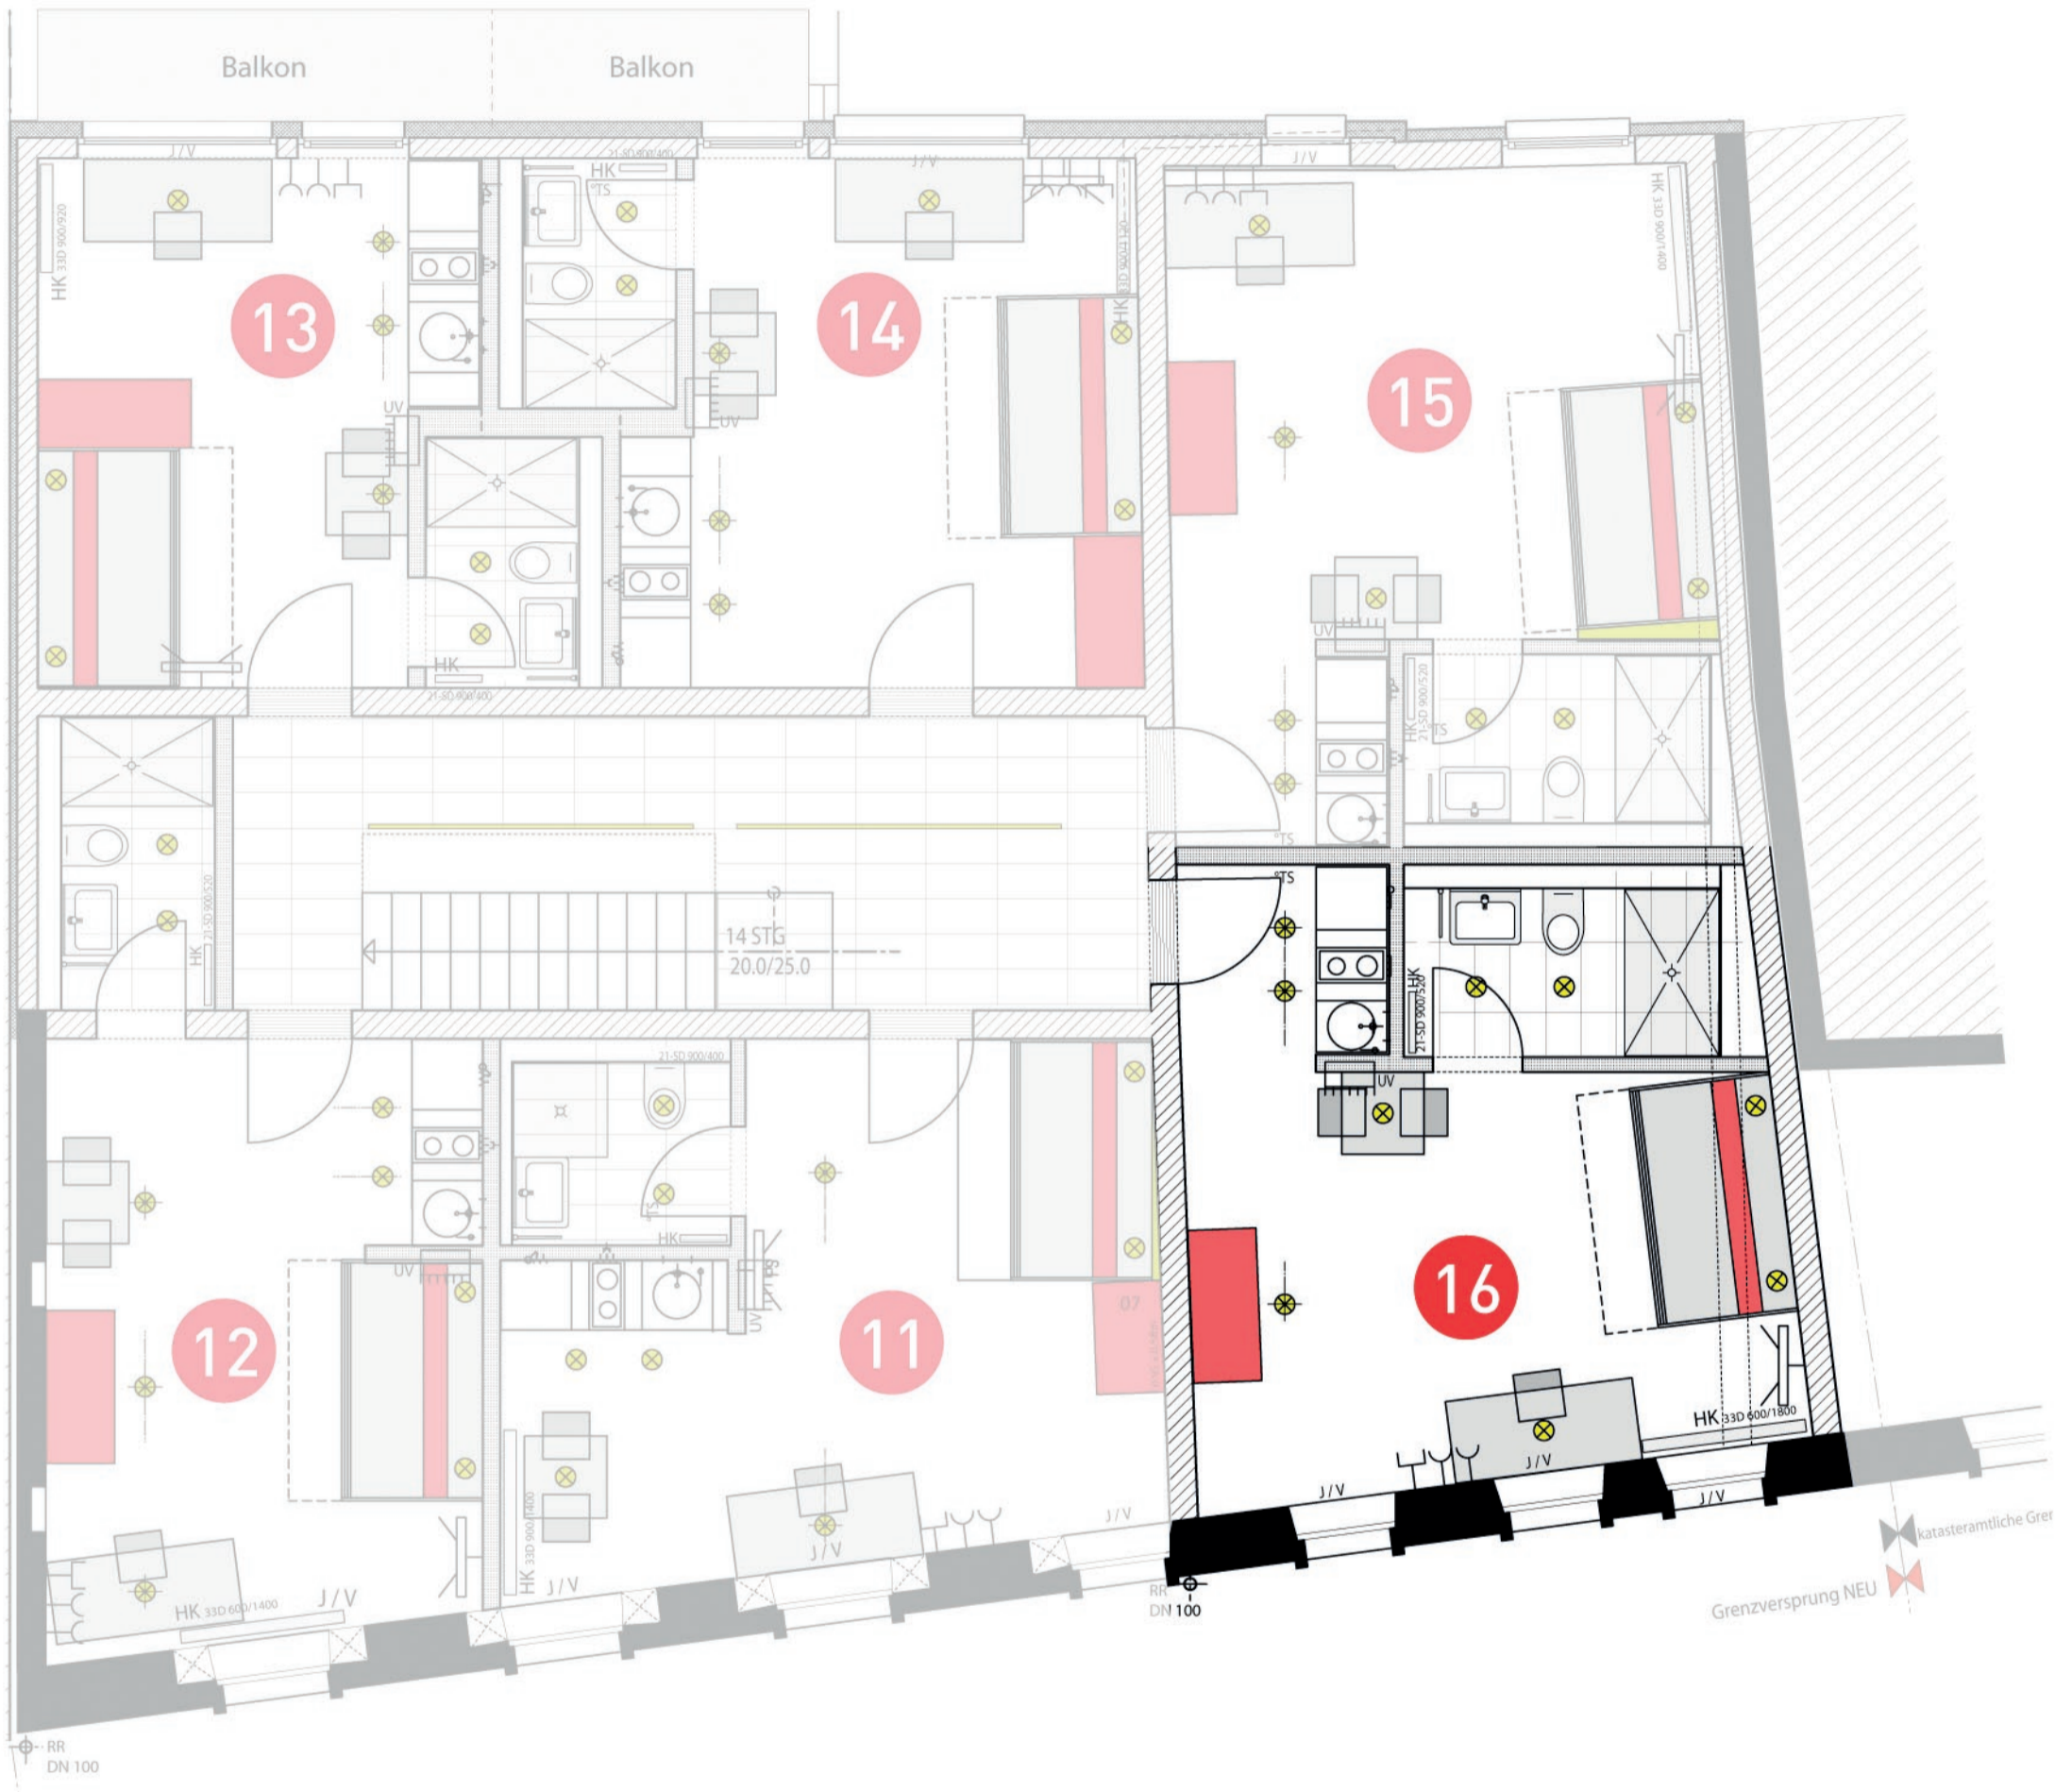 Balkon
Balkon
J / V
21-SD 900/400
HK
°TS
J / V
J / V
HK 33D 900/920
HK 33D 900/1400
13
14
15
UV
UV
UV
HK
21-SD 900/400
HK
21-SD 900/520
°TS
°TS
°TS
14 STG
20.0/25.0
HK
21-SD 900/520
HK
21-SD 900/520
UV
21-SD 900/400
°TS
HK
UV
TS
UV
07
16
12
11
HK 33D 600/1800
J / V
J / V
J / V
J / V
J / V
J / V
HK 33D 900/1400
HK 33D 600/1400
J / V
RR
DN 100
katasteramtliche Gre
Grenzversprung NEU
RR
DN 100